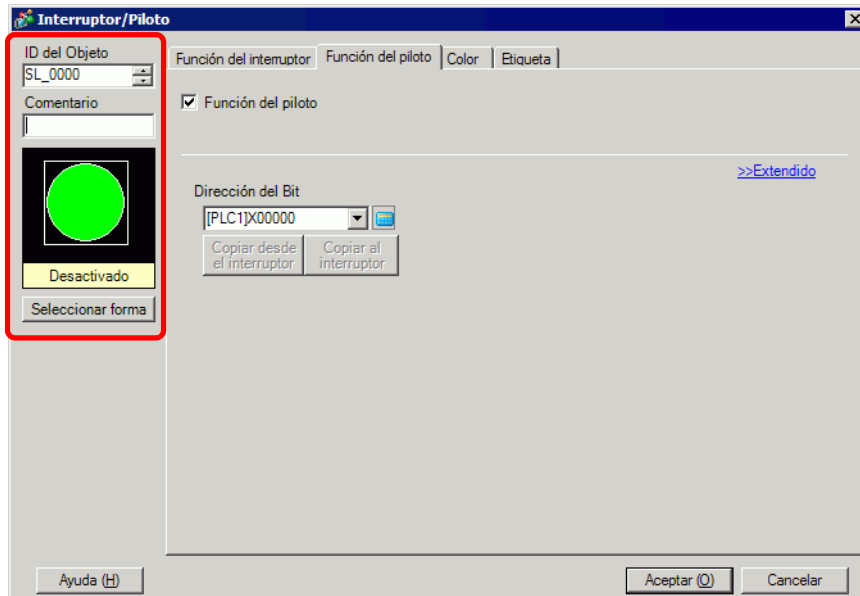 Interruptor/Piloto
ID del Objeto
SL_0000
Comentario
Desactivado
Seleccionar forma
Función del interruptor Función del piloto Color Etiqueta
Función del piloto
>>Extendido
Dirección del Bit
[PLC1]X00000
Copiar desde el interruptor
Copiar al interruptor
Ayuda (H)
Aceptar (O)
Cancelar